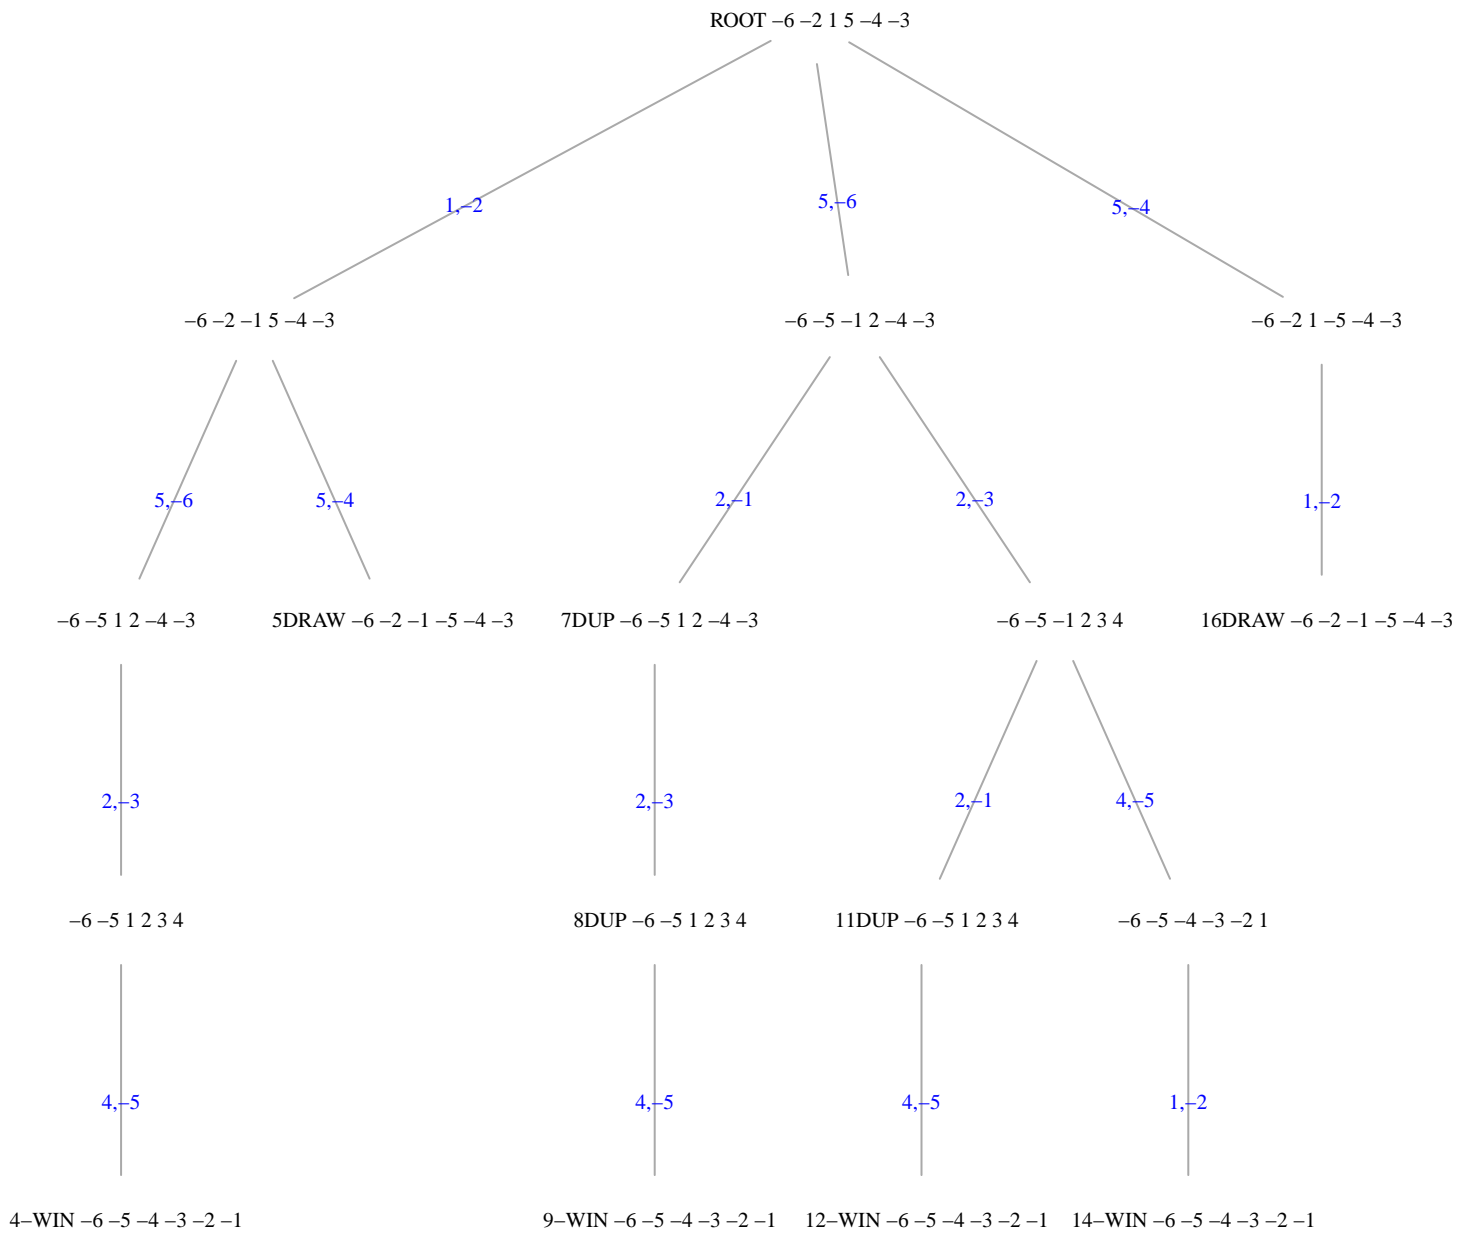 ROOT −6 −2 1 5 −4 −3
1,−2
5,−6
5,−4
−6 −2 −1 5 −4 −3
−6 −5 −1 2 −4 −3
−6 −2 1 −5 −4 −3
5,−6
5,−4
2,−1
2,−3
1,−2
−6 −5 1 2 −4 −3
5DRAW −6 −2 −1 −5 −4 −3
7DUP −6 −5 1 2 −4 −3
−6 −5 −1 2 3 4
16DRAW −6 −2 −1 −5 −4 −3
2,−3
2,−3
2,−1
4,−5
−6 −5 1 2 3 4
8DUP −6 −5 1 2 3 4
11DUP −6 −5 1 2 3 4
−6 −5 −4 −3 −2 1
4,−5
4,−5
4,−5
1,−2
4−WIN −6 −5 −4 −3 −2 −1
9−WIN −6 −5 −4 −3 −2 −1
12−WIN −6 −5 −4 −3 −2 −1
14−WIN −6 −5 −4 −3 −2 −1